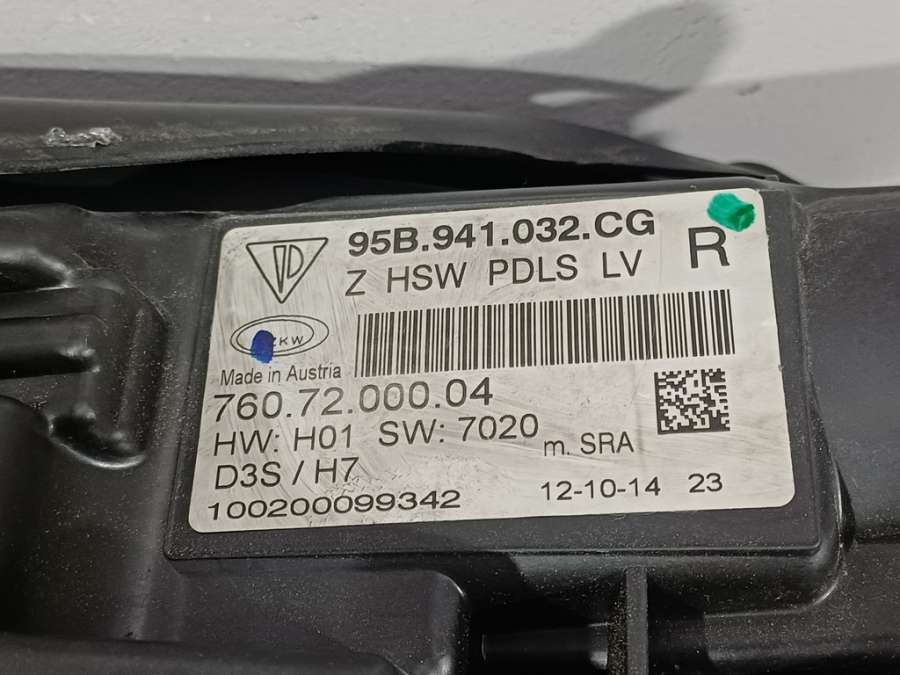 95B.941.032.CG
Z HSW PDLS LV
R
ZKW
Made in Austria
760.72.000.04
HW: H01 SW: 7020
m. SRA
D3S / H7
100200099342
12-10-14 23